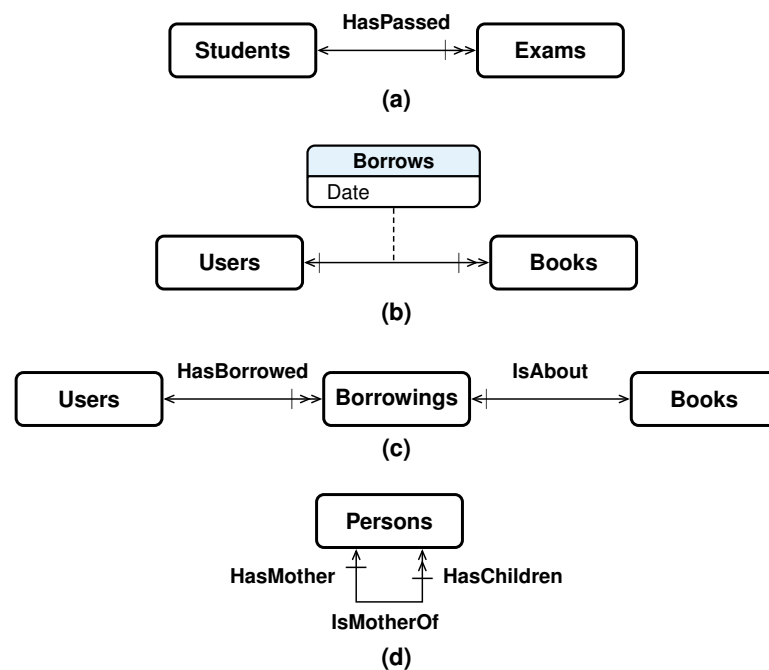 HasPassed
Students Exams
(a)
Borrows
Date
Users Books
(b)
HasBorrowed IsAbout
Users Borrowings Books
(c)
Persons
HasMother HasChildren
IsMotherOf
(d)